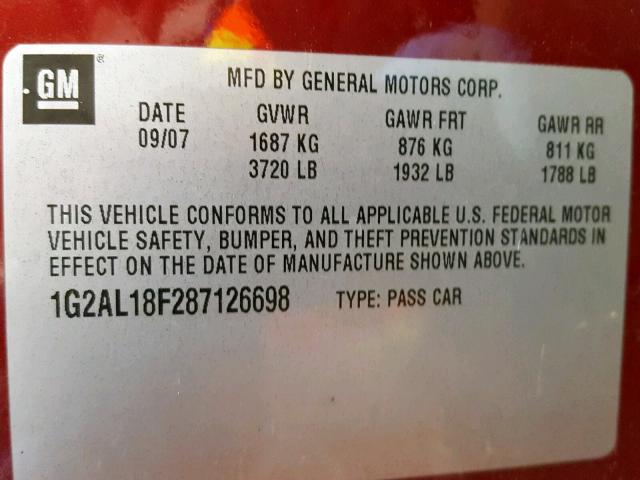 GM ®
MFD BY GENERAL MOTORS CORP.
DATE GVWR GAWR FRT GAWR RR
09/07 1687 KG 876 KG 811 KG
3720 LB 1932 LB 1788 LB
THIS VEHICLE CONFORMS TO ALL APPLICABLE U.S. FEDERAL MOTOR
VEHICLE SAFETY, BUMPER, AND THEFT PREVENTION STANDARDS IN
EFFECT ON THE DATE OF MANUFACTURE SHOWN ABOVE.
1G2AL18F287126698 TYPE: PASS CAR